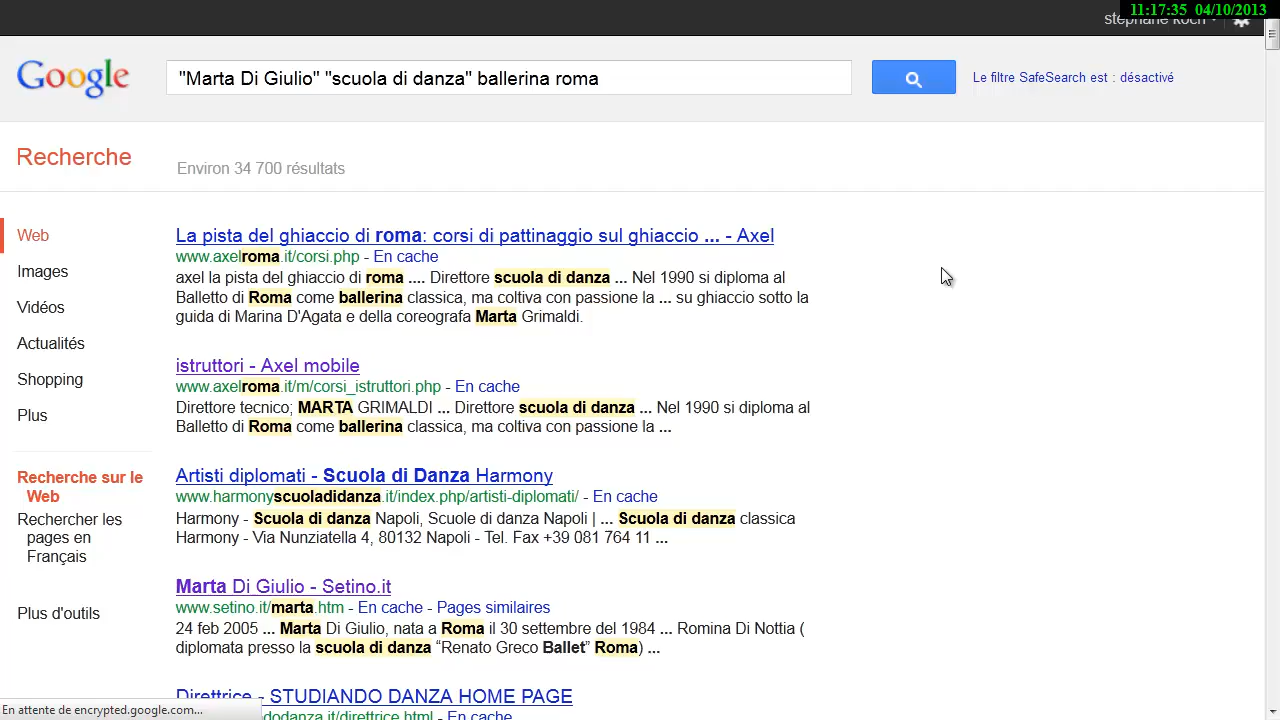 11:17:35 04/10/2013
stephane koch
Google
"Marta Di Giulio" "scuola di danza" ballerina roma
Le filtre SafeSearch est : désactivé
Recherche
Environ 34 700 résultats
Web
Images
Vidéos
Actualités
Shopping
Plus
Recherche sur le
Web
Rechercher les
pages en
Français
Plus d'outils
La pista del ghiaccio di roma: corsi di pattinaggio sul ghiaccio ... - Axel
www.axelroma.it/corsi.php - En cache
axel la pista del ghiaccio di roma .... Direttore scuola di danza ... Nel 1990 si diploma al
Balletto di Roma come ballerina classica, ma coltiva con passione la ... su ghiaccio sotto la
guida di Marina D'Agata e della coreografa Marta Grimaldi.
istruttori - Axel mobile
www.axelroma.it/m/corsi_istruttori.php - En cache
Direttore tecnico; MARTA GRIMALDI ... Direttore scuola di danza ... Nel 1990 si diploma al
Balletto di Roma come ballerina classica, ma coltiva con passione la ...
Artisti diplomati - Scuola di Danza Harmony
www.harmonyscuoladidanza.it/index.php/artisti-diplomati/ - En cache
Harmony - Scuola di danza Napoli, Scuole di danza Napoli | ... Scuola di danza classica
Harmony - Via Nunziatella 4, 80132 Napoli - Tel. Fax +39 081 764 11 ...
Marta Di Giulio - Setino.it
www.setino.it/marta.htm - En cache - Pages similaires
24 feb 2005 ... Marta Di Giulio, nata a Roma il 30 settembre del 1984 ... Romina Di Nottia (
diplomata presso la scuola di danza “Renato Greco Ballet” Roma) ...
Direttrice - STUDIANDO DANZA HOME PAGE
dodanza.it/direttrice.html - En cache
En attente de encrypted.google.com...